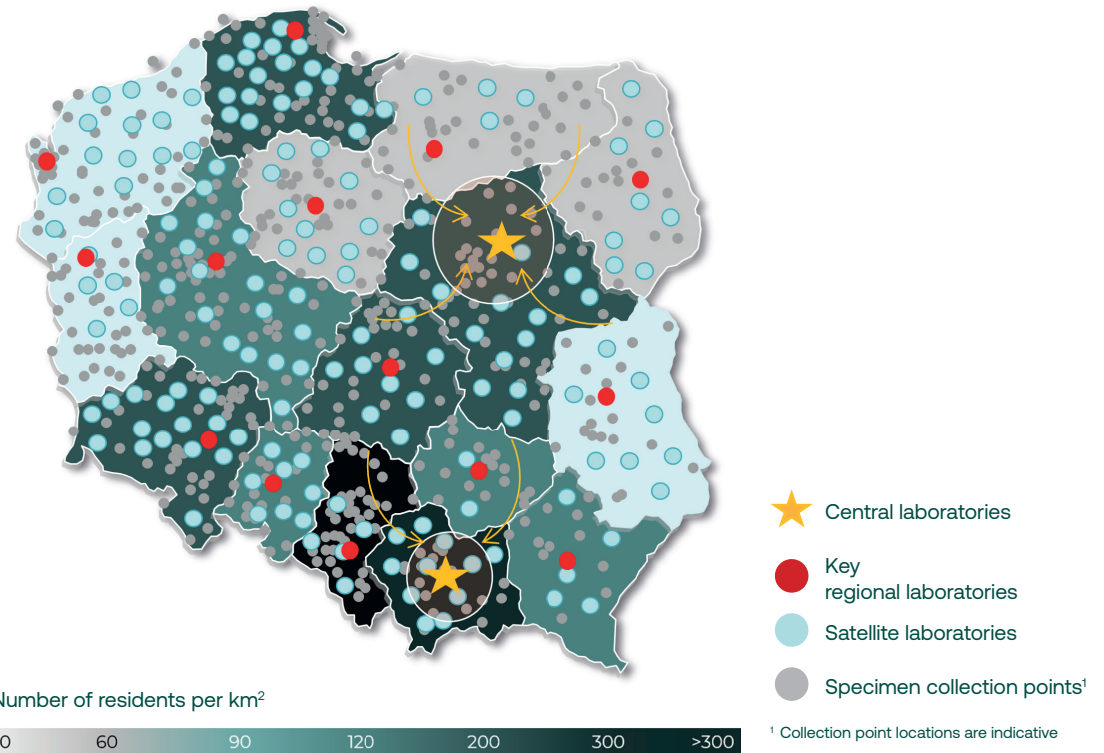 Central laboratories
Key
regional laboratories
Satellite laboratories
Specimen collection points¹
¹ Collection point locations are indicative
Number of residents per km²
0 60 90 120 200 300 >300